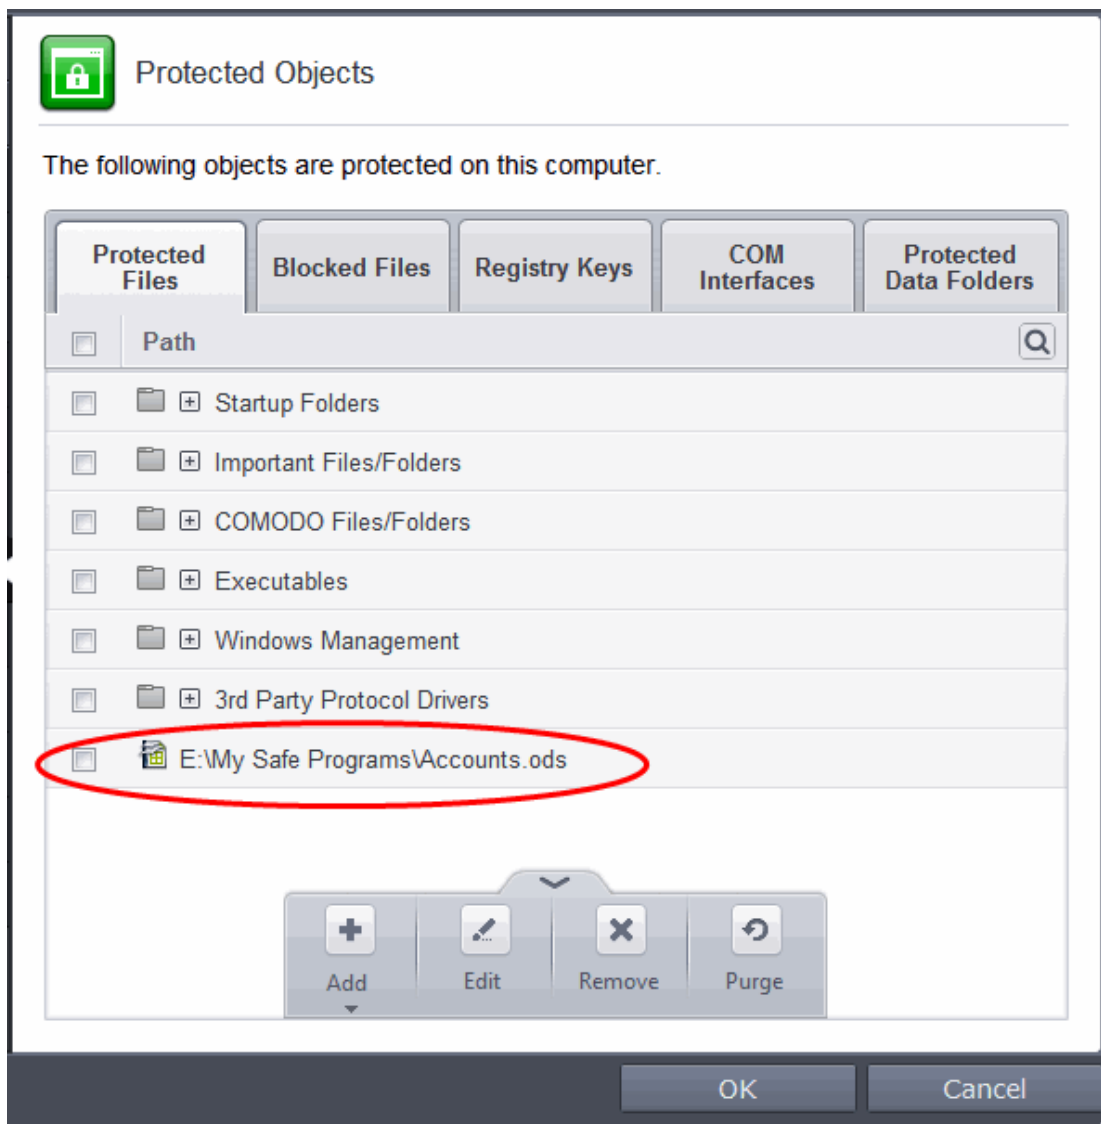 Protected Objects
The following objects are protected on this computer.
Protected
Files
Blocked Files
Registry Keys
COM
Interfaces
Protected
Data Folders
Path
Startup Folders
Important Files/Folders
COMODO Files/Folders
Executables
Windows Management
3rd Party Protocol Drivers
E:\My Safe Programs\Accounts.ods
Add
Edit
Remove
Purge
OK
Cancel